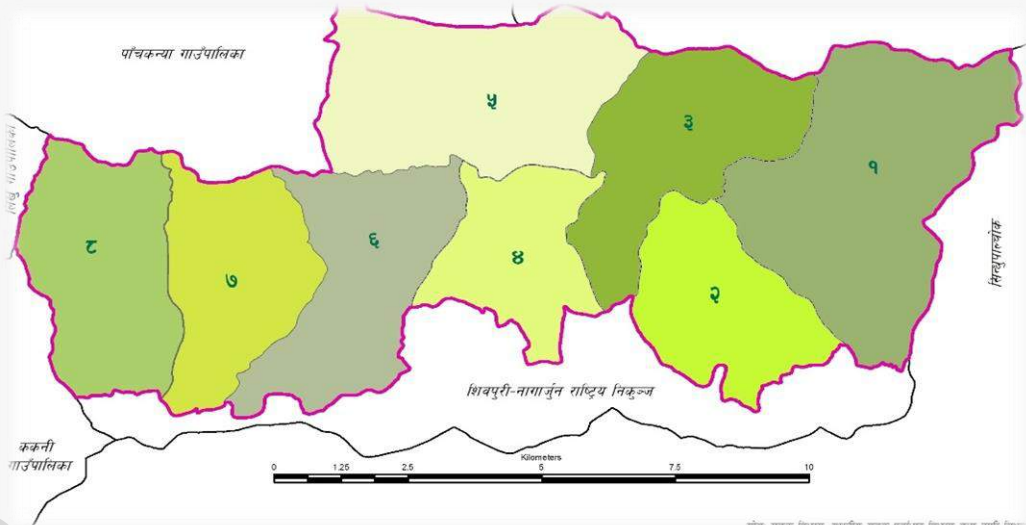 पाँचकन्या गाउँपालिका
५
३
१
८
७
६
४
२
सिन्धुपाल्चोक
शिवपुरी-नागार्जुन राष्ट्रिय निकुञ्ज
ककनी
गाउँपालिका
Kilometers
0 1.25 2.5 5 7.5 10